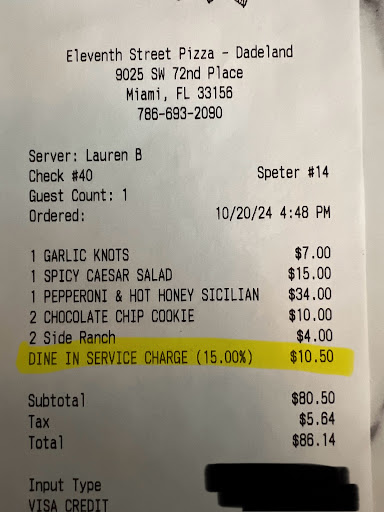 Eleventh Street Pizza - Dadeland
9025 SW 72nd Place
Miami, FL 33156
786-693-2090
Server: Lauren B
Check #40 Speter #14
Guest Count: 1
Ordered: 10/20/24 4:48 PM
1 GARLIC KNOTS $7.00
1 SPICY CAESAR SALAD $15.00
1 PEPPERONI & HOT HONEY SICILIAN $34.00
2 CHOCOLATE CHIP COOKIE $10.00
2 Side Ranch $4.00
DINE IN SERVICE CHARGE (15.00%) $10.50
Subtotal $80.50
Tax $5.64
Total $86.14
Input Type
VISA CREDIT